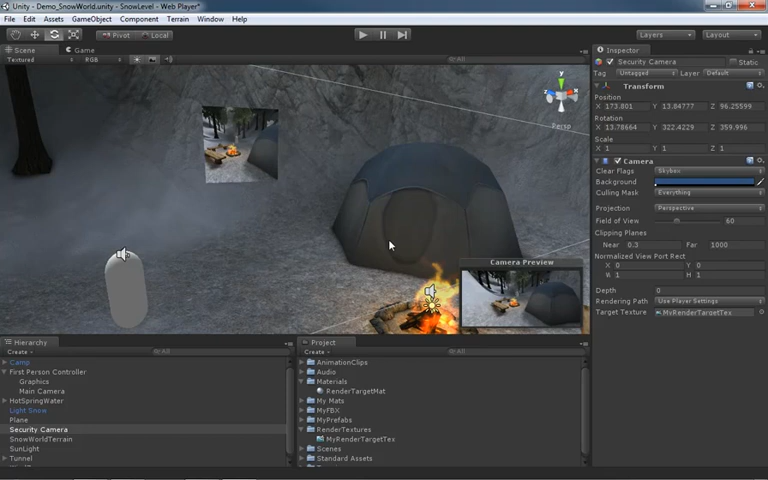 Unity - Demo_SnowWorld.unity - SnowLevel - Web Player*
File Edit Assets GameObject Component Terrain Window Help
Pivot Local Layers Layout
Scene Game
Textured RGB All
y
z x
Persp
Camera Preview
Inspector
Security Camera Static
Tag Untagged Layer Default
Transform
Position
X 173.801 Y 13.84777 Z 96.25599
Rotation
X 13.78664 Y 322.4229 Z 359.996
Scale
X 1 Y 1 Z 1
Camera
Clear Flags Skybox
Background
Culling Mask Everything
Projection Perspective
Field of View 60
Clipping Planes
Near 0.3 Far 1000
Normalized View Port Rect
X 0 Y 0
W 1 H 1
Depth 0
Rendering Path Use Player Settings
Target Texture MyRenderTargetTex
Hierarchy
Create All
Camp
First Person Controller
Graphics
Main Camera
HotSpringWater
Light Snow
Plane
Security Camera
SnowWorldTerrain
SunLight
Tunnel
Project
Create All
AnimationClips
Audio
Materials
RenderTargetMat
My Mats
MyFBX
MyPrefabs
RenderTextures
MyRenderTargetTex
Scenes
Standard Assets